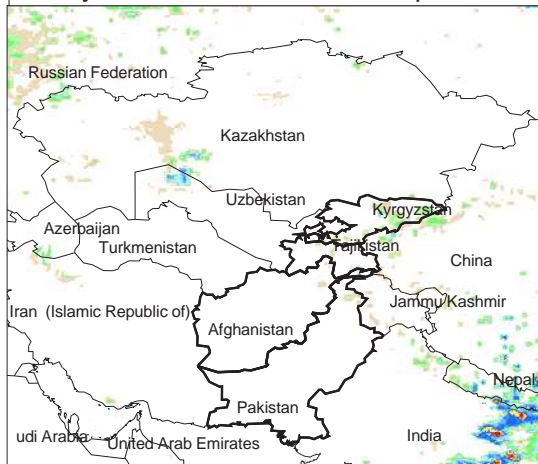 Russian Federation
Kazakhstan
Uzbekistan
Kyrgyzstan
Azerbaijan
Turkmenistan
Tajikistan
China
Iran (Islamic Republic of)
Jammu/Kashmir
Afghanistan
Nepal
Pakistan
udi Arabia
United Arab Emirates
India